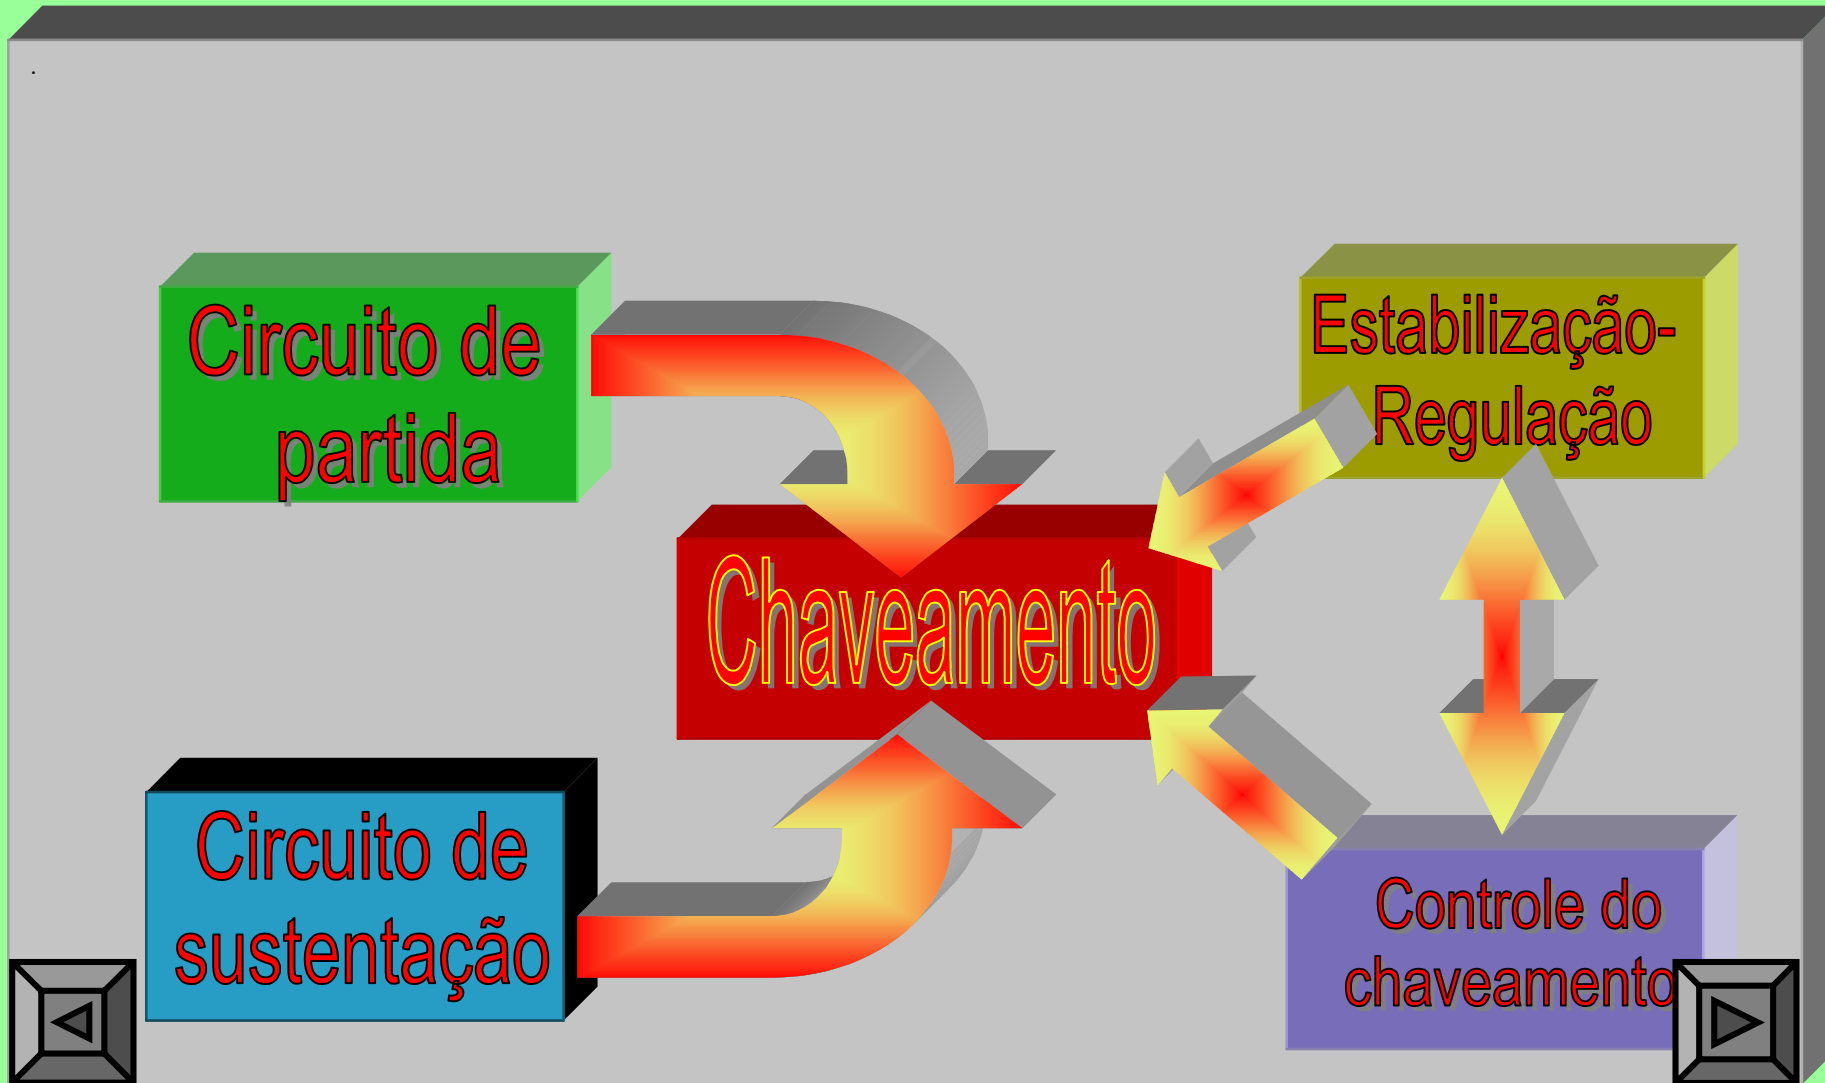 .
Circuito de
partida
Estabilização-
Regulação
Chaveamento
Circuito de
sustentação
Controle do
chaveamento